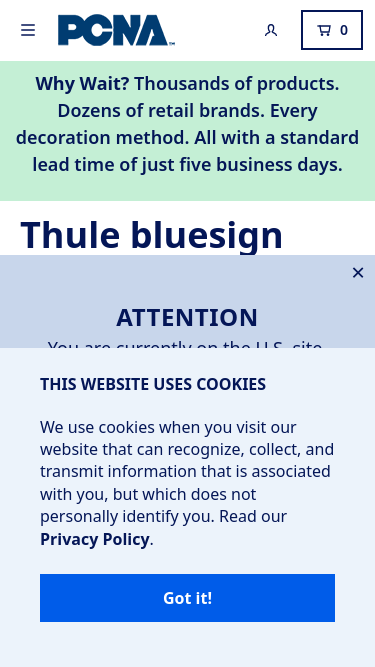 PCNA™
0
Why Wait? Thousands of products.
Dozens of retail brands. Every
decoration method. All with a standard
lead time of just five business days.
Thule bluesign
ATTENTION
You are currently on the U.S. site.
THIS WEBSITE USES COOKIES
We use cookies when you visit our
website that can recognize, collect, and
transmit information that is associated
with you, but which does not
personally identify you. Read our
Privacy Policy.
Got it!